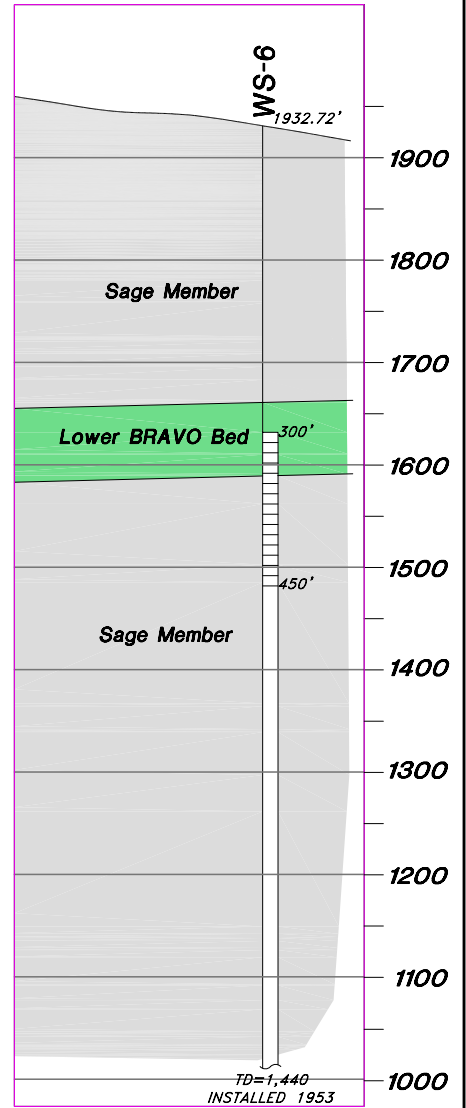 WS-6
1932.72'
1900
1800
Sage Member
1700
Lower BRAVO Bed
300'
1600
1500
450'
Sage Member
1400
1300
1200
1100
TD=1,440
1000
INSTALLED 1953